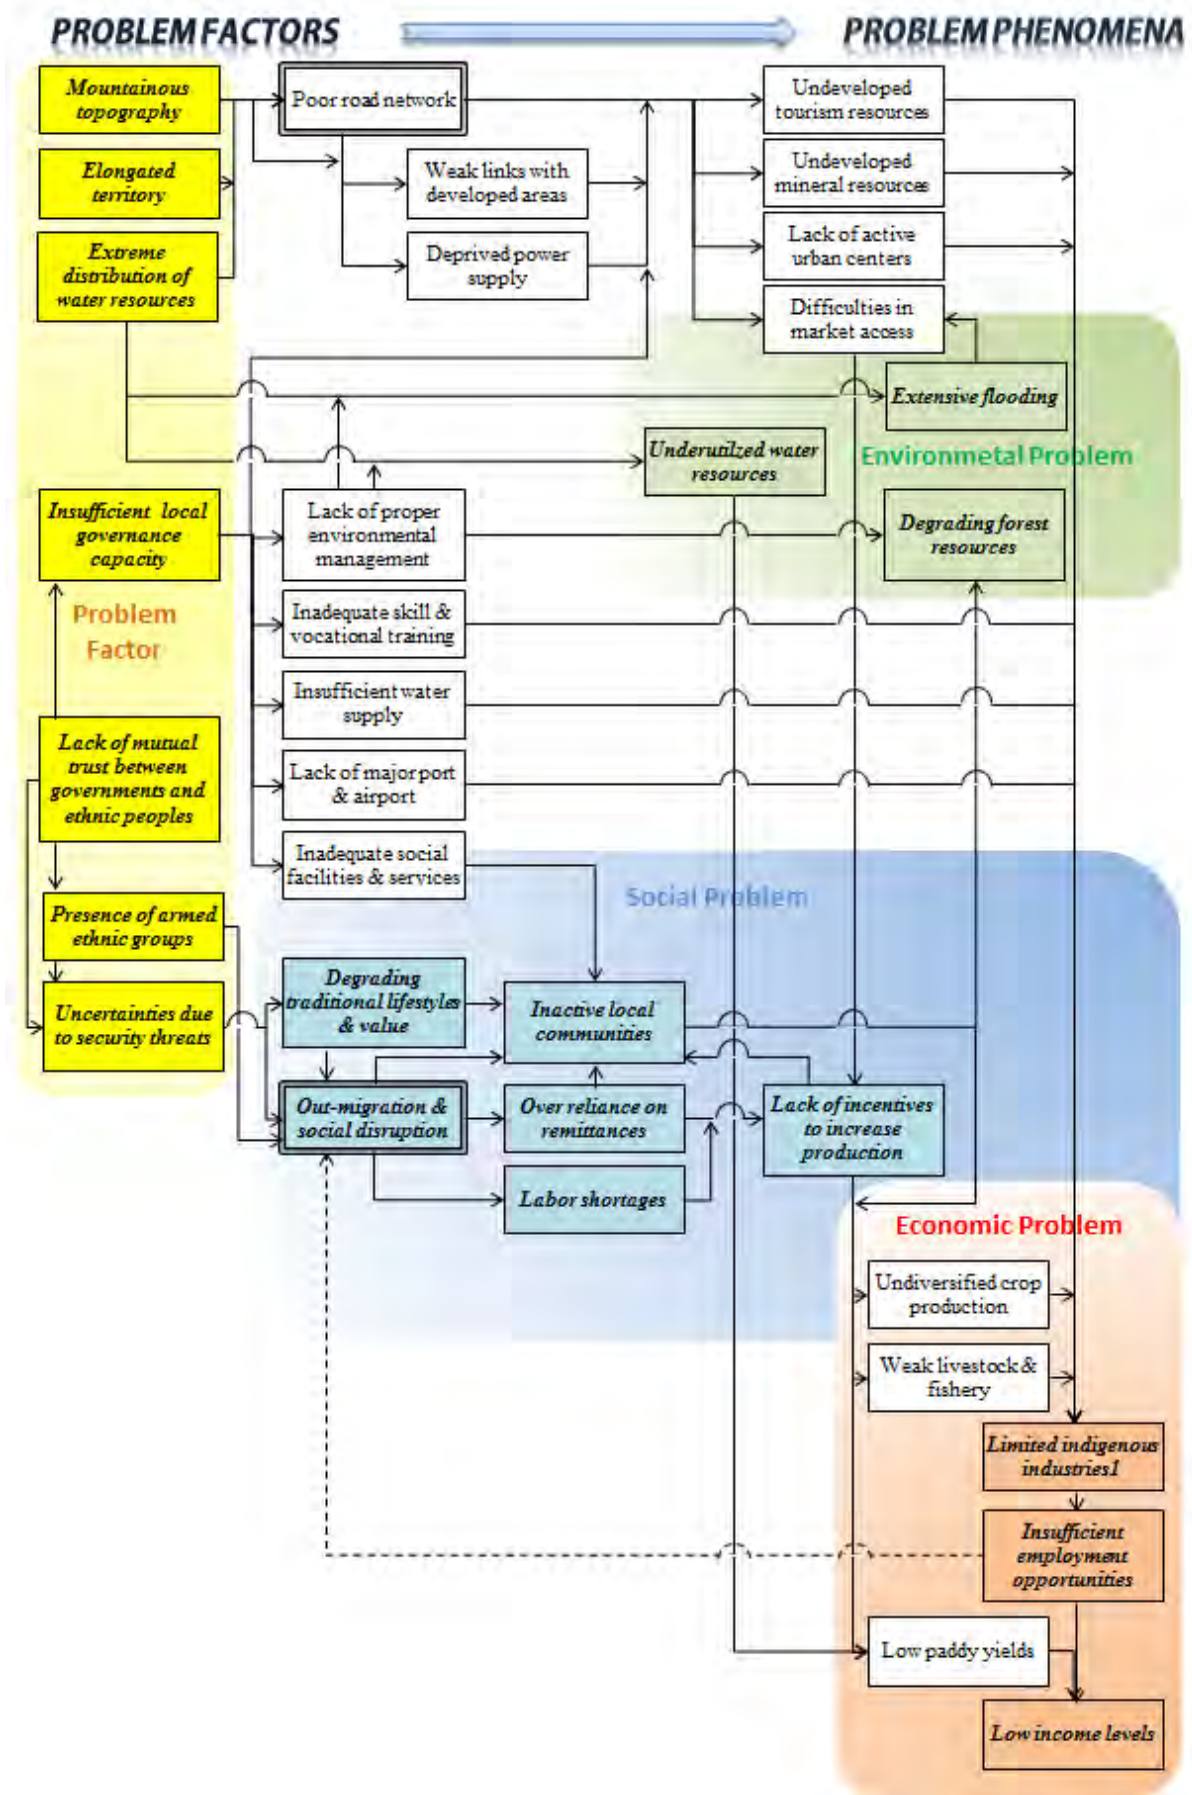 PROBLEM FACTORS
PROBLEM PHENOMENA
Mountainous
topography
Poor road network
Undeveloped
tourism resources
Elongated
territory
Weak links with
developed areas
Undeveloped
mineral resources
Extreme
distribution of
water resources
Deprived power
supply
Lack of active
urban centers
Difficulties in
market access
Extensive flooding
Underutilzed water
resources
Environmetal Problem
Insufficient local
governance
capacity
Lack of proper
environmental
management
Degrading forest
resources
Problem
Factor
Inadequate skill &
vocational training
Insufficient water
supply
Lack of mutual
trust between
governments and
ethnic peoples
Lack of major port
& airport
Inadequate social
facilities & services
Social Problem
Presence of armed
ethnic groups
Uncertainties due
to security threats
Degrading
traditional lifestyles
& value
Inactive local
communities
Out-migration &
social disruption
Over reliance on
remittances
Lack of incentives
to increase
production
Labor shortages
Economic Problem
Undiversified crop
production
Weak livestock &
fishery
Limited indigenous
industries1
Insufficient
employment
opportunities
Low paddy yields
Low income levels